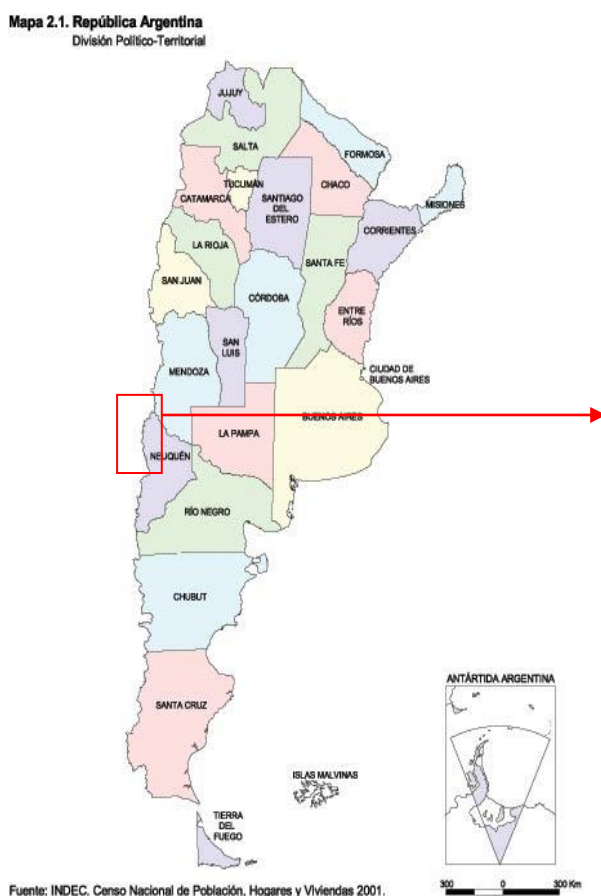 Mapa 2.1. República Argentina
División Político-Territorial
JUJUY
SALTA
FORMOSA
TUCUMÁN
CHACO
CATAMARCA
SANTIAGO
DEL
ESTERO
MISIONES
CORRIENTES
LA RIOJA
SANTA FE
SAN JUAN
CÓRDOBA
ENTRE
RÍOS
SAN
LUIS
MENDOZA
CIUDAD DE
BUENOS AIRES
BUENOS AIRES
LA PAMPA
NEUQUÉN
RÍO NEGRO
CHUBUT
ANTÁRTIDA ARGENTINA
SANTA CRUZ
ISLAS MALVINAS
TIERRA
DEL
FUEGO
300 0 300 Km
Fuente: INDEC. Censo Nacional de Población, Hogares y Viviendas 2001.